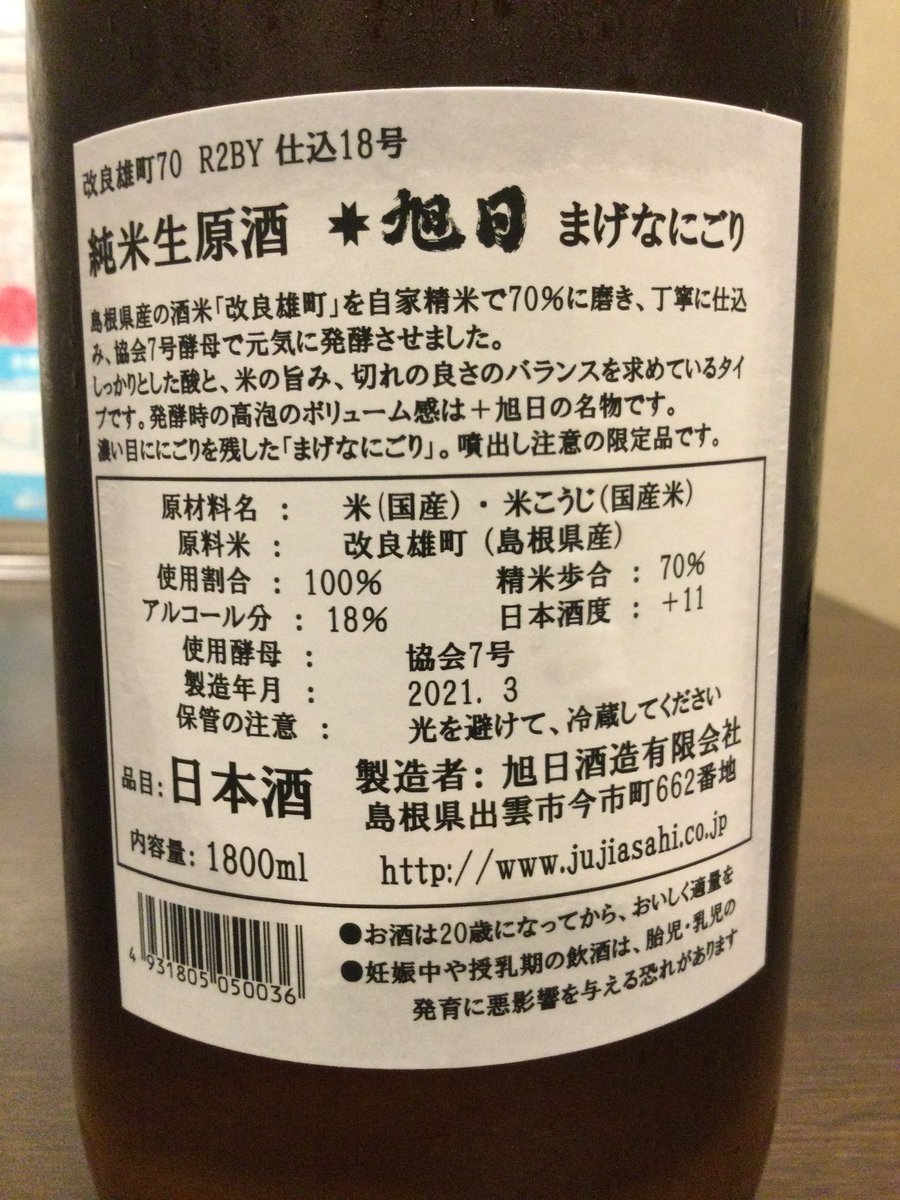 改良雄町70 R2BY 仕込18号
純米生原酒 旭日 まげなにごり
島根県産の酒米「改良雄町」を自家精米で70%に磨き、丁寧に仕込
み、協会7号酵母で元気に発酵させました。
しっかりとした酸と、米の旨み、切れの良さのバランスを求めているタイ
プです。発酵時の高泡のボリューム感は＋旭日の名物です。
濃い目ににごりを残した「まげなにごり」。噴出し注意の限定品です。
原材料名 : 米(国産)・米こうじ(国産米)
原料米 : 改良雄町(島根県産)
使用割合 : 100% 精米歩合 : 70%
アルコール分 : 18% 日本酒度 : +11
使用酵母 : 協会7号
製造年月 : 2021. 3
保管の注意 : 光を避けて、冷蔵してください
品目:日本酒 製造者:旭日酒造有限会社
島根県出雲市今市町662番地
内容量: 1800ml http://www.jujiasahi.co.jp
4 931805 050036
●お酒は20歳になってから、おいしく適量を
●妊娠中や授乳期の飲酒は、胎児・乳児の
発育に悪影響を与える恐れがあります